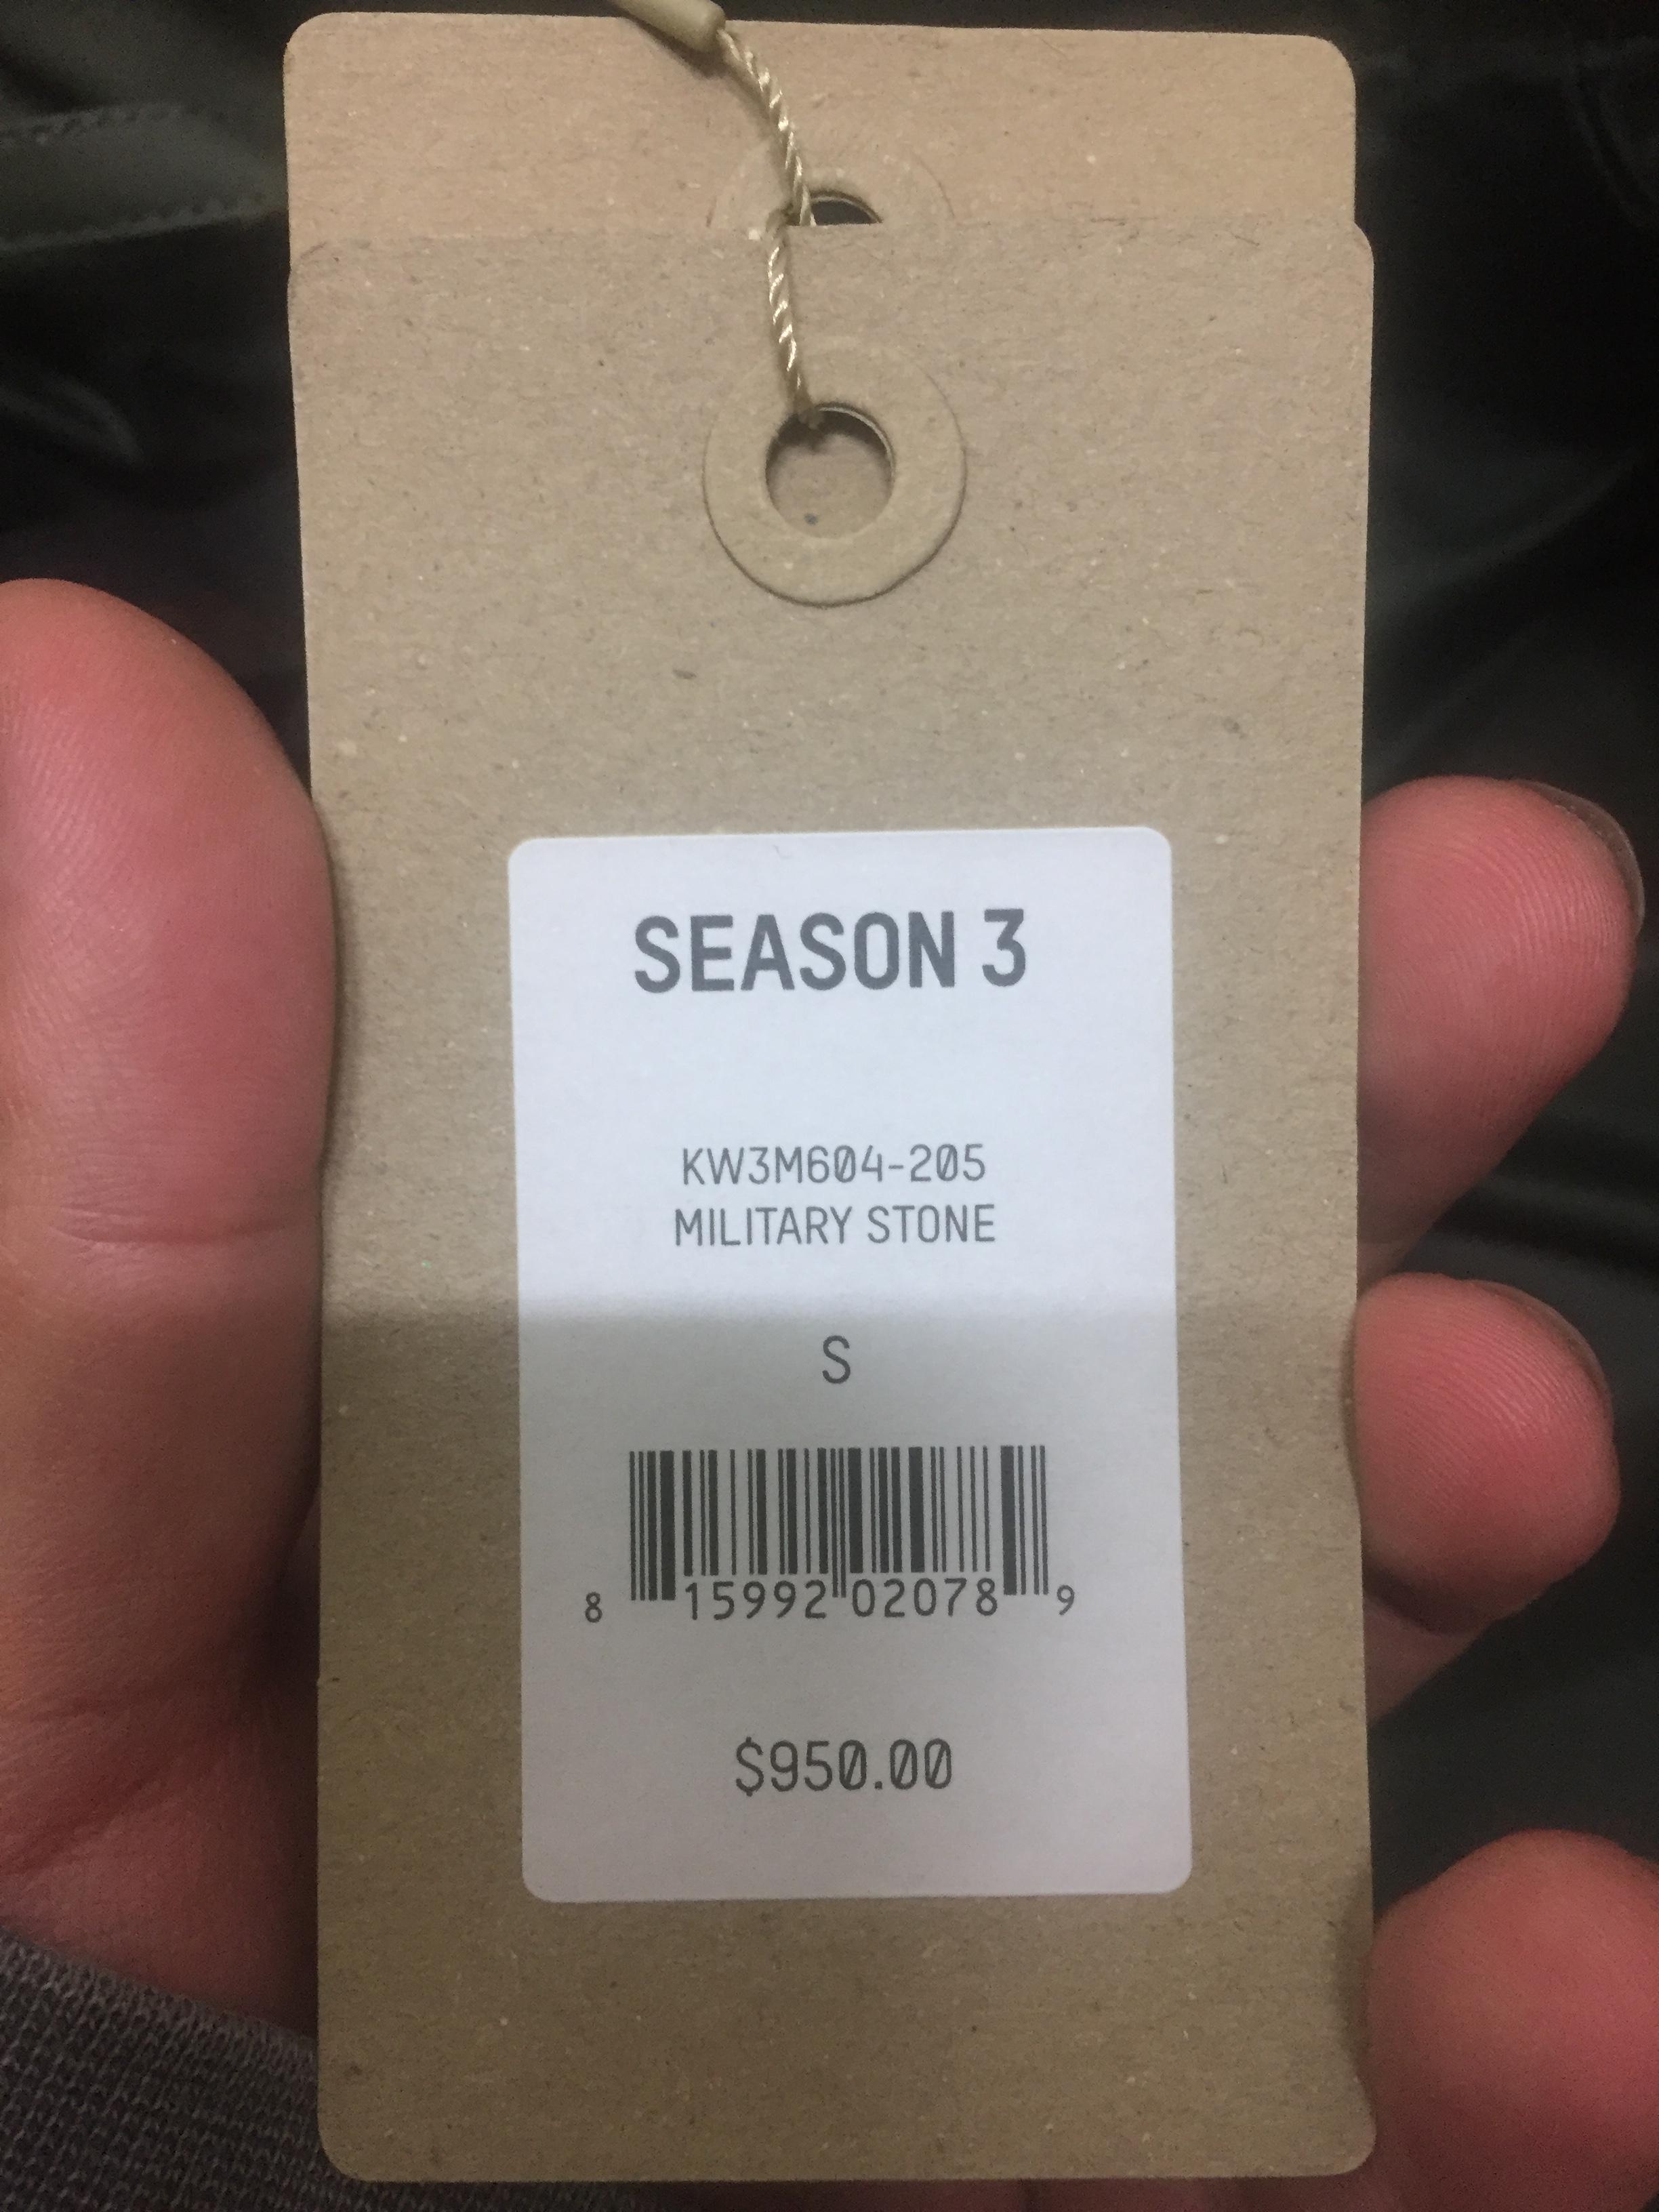 SEASON 3
KW3M604-205
MILITARY STONE
S
8 15992 02078 9
$950.00